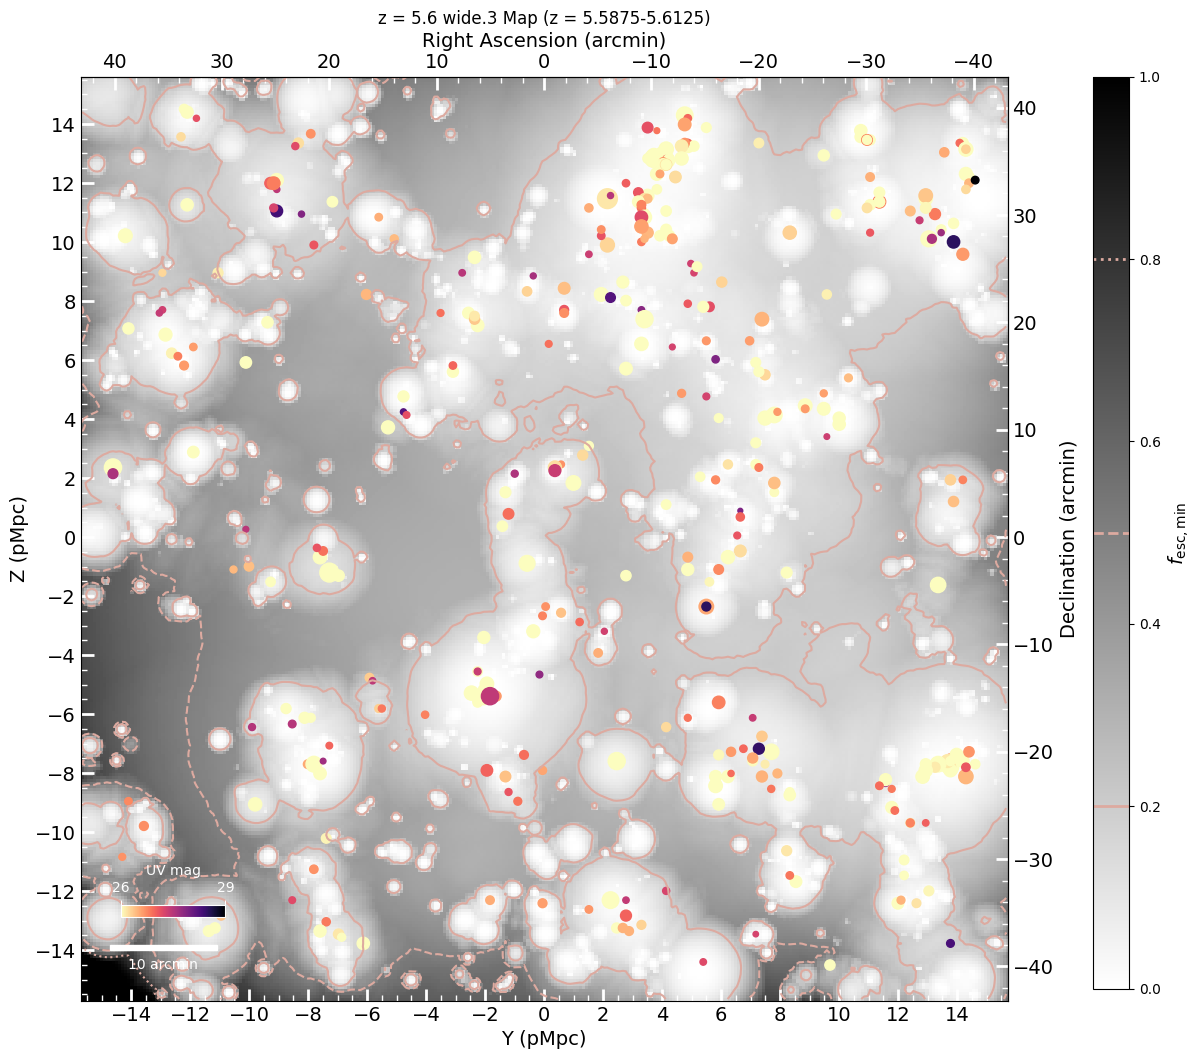 z = 5.6 wide.3 Map (z = 5.5875-5.6125)
Right Ascension (arcmin)
40 30 20 10 0 −10 −20 −30 −40
14 12 10 8 6 4 2 0 −2 −4 −6 −8 −10 −12 −14
Z (pMpc)
UV mag
26 29
10 arcmin
−14 −12 −10 −8 −6 −4 −2 0 2 4 6 8 10 12 14
Y (pMpc)
40 30 20 10 0 −10 −20 −30 −40
Declination (arcmin)
1.0
0.8
0.6
0.4
0.2
0.0
f_esc,min